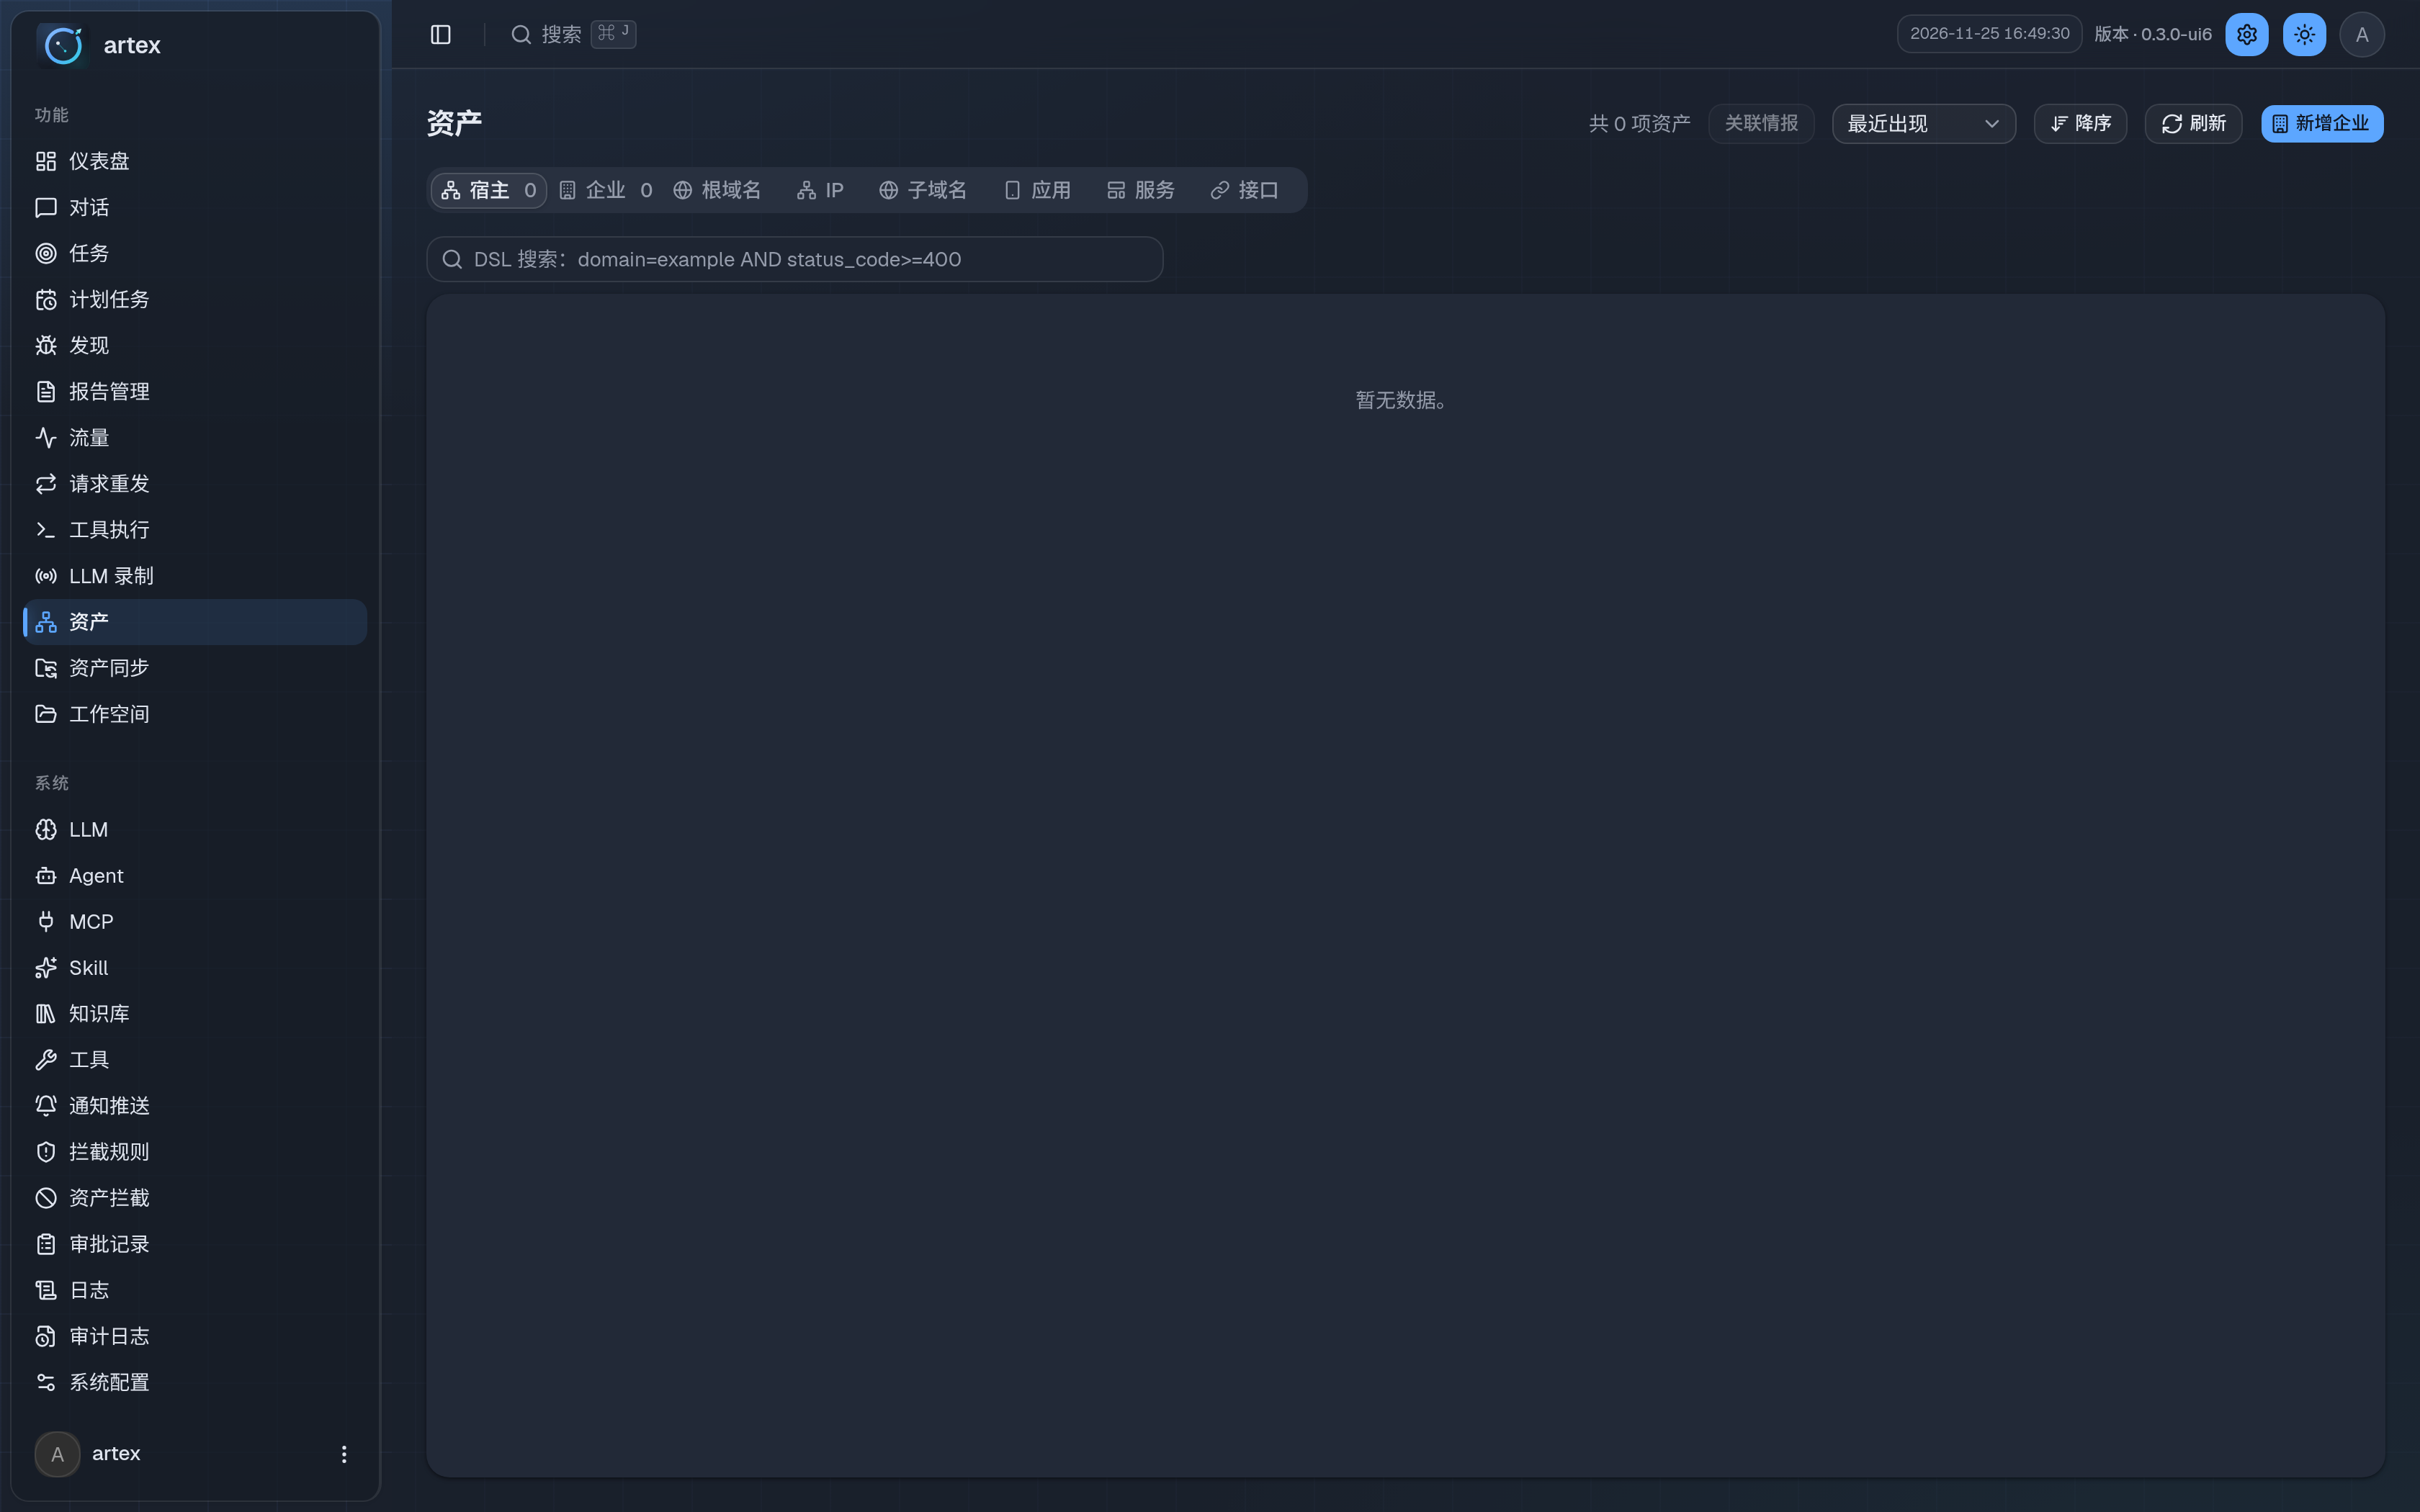 artex
功能
仪表盘
对话
任务
计划任务
发现
报告管理
流量
请求重发
工具执行
LLM 录制
资产
资产同步
工作空间
系统
LLM
Agent
MCP
Skill
知识库
工具
通知推送
拦截规则
资产拦截
审批记录
日志
审计日志
系统配置
A artex
搜索 ⌘ J
2026-11-25 16:49:30 版本 · 0.3.0-ui6 A
资产
共 0 项资产 关联情报 最近出现 降序 刷新 新增企业
宿主 0 企业 0 根域名 IP 子域名 应用 服务 接口
DSL 搜索：domain=example AND status_code>=400
暂无数据。